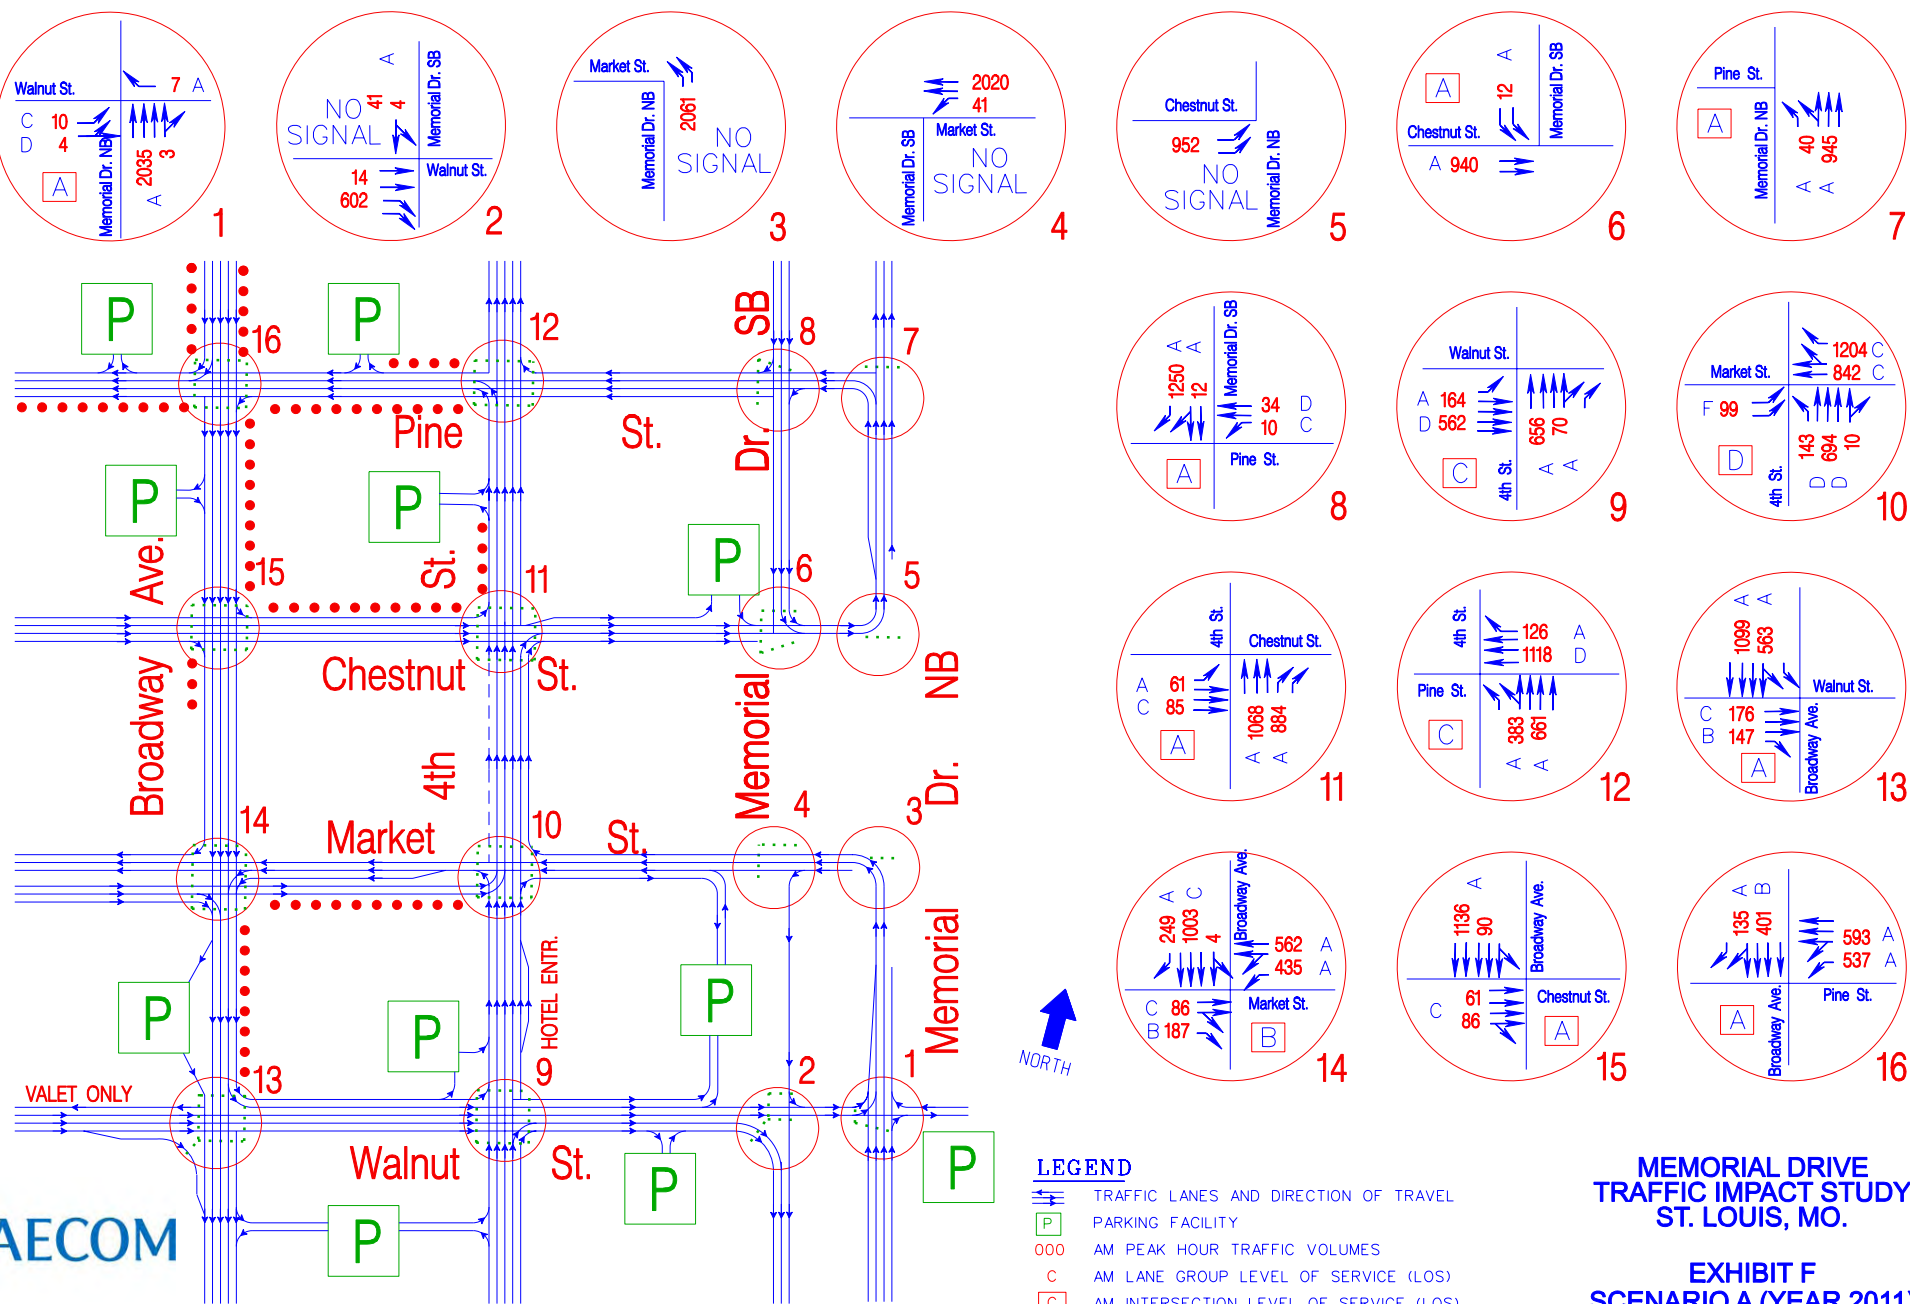 Walnut St.
7 A
C 10
D 4
A
Memorial Dr. NB
2035
3
A
1
A
Memorial Dr. SB
NO
SIGNAL
41
4
14
602
Walnut St.
2
Market St.
2061
Memorial Dr. NB
NO
SIGNAL
3
2020
41
Market St.
Memorial Dr. SB
NO
SIGNAL
4
Chestnut St.
952
NO
SIGNAL
Memorial Dr. NB
5
A
A
12
Memorial Dr. SB
Chestnut St.
A 940
6
Pine St.
A
Memorial Dr. NB
40
945
A
A
7
A
A
1250
12
Memorial Dr. SB
34 D
10 C
A
Pine St.
8
Walnut St.
A 164
D 562
656
70
C
A
A
4th St.
9
1204 C
842 C
Market St.
F 99
D
143
694
10
D
D
4th St.
10
4th St.
Chestnut St.
A 61
C 85
A
1068
884
A
A
11
4th St.
126 A
1118 D
Pine St.
C
383
661
A
A
12
A
A
1099
563
Walnut St.
C 176
B 147
A
Broadway Ave.
13
A
C
249
1003
4
Broadway Ave.
562 A
435 A
C 86
B 187
Market St.
B
14
A
1136
90
Broadway Ave.
C
61
86
Chestnut St.
A
15
A
B
135
401
593 A
537 A
A
Broadway Ave.
Pine St.
16
P
P
16
12
SB
8
7
Pine St.
Dr.
P
P
P
Ave.
15
St.
11
6
5
Broadway
Chestnut St.
4th
Memorial
NB
Dr.
14
Market St.
10
4
3
P
P
P
HOTEL ENTR.
Memorial
NORTH
VALET ONLY
13
9
2
1
Walnut St.
P
P
P
AECOM
LEGEND
TRAFFIC LANES AND DIRECTION OF TRAVEL
P PARKING FACILITY
000 AM PEAK HOUR TRAFFIC VOLUMES
C AM LANE GROUP LEVEL OF SERVICE (LOS)
C AM INTERSECTION LEVEL OF SERVICE (LOS)
MEMORIAL DRIVE
TRAFFIC IMPACT STUDY
ST. LOUIS, MO.
EXHIBIT F
SCENARIO A (YEAR 2011)